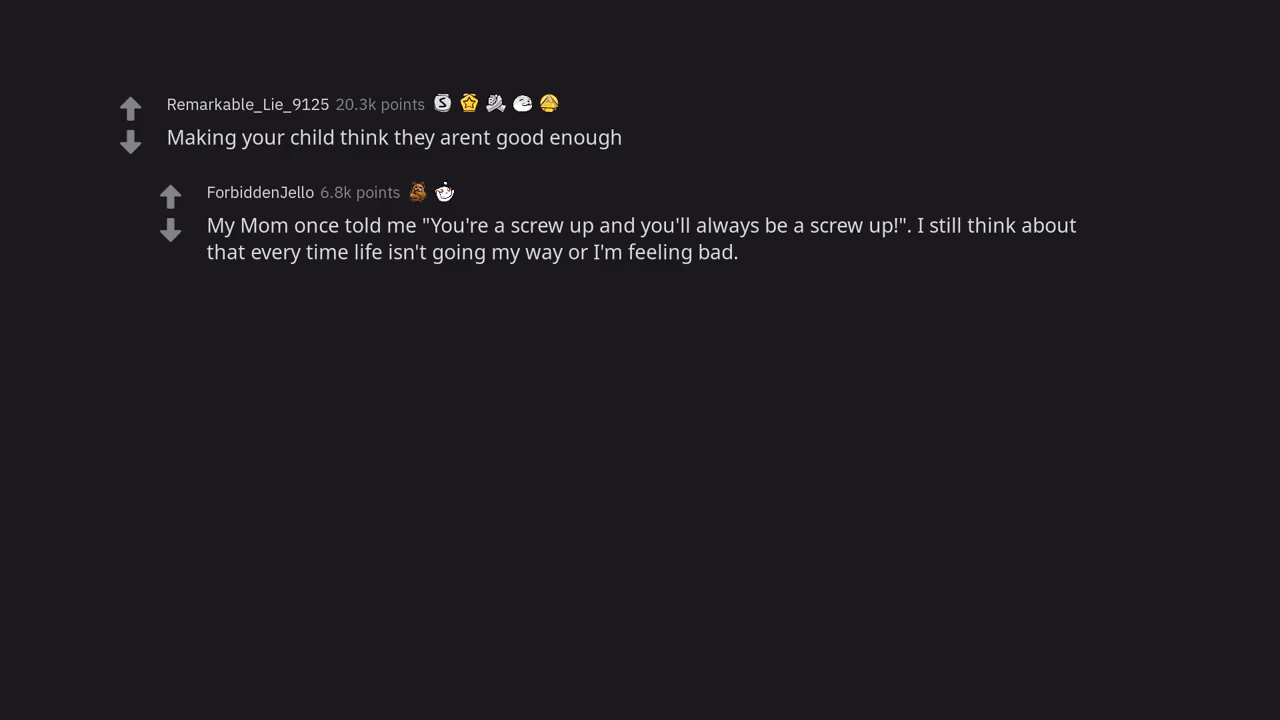 Remarkable_Lie_9125 20.3k points
Making your child think they arent good enough
ForbiddenJello 6.8k points
My Mom once told me "You're a screw up and you'll always be a screw up!". I still think about
that every time life isn't going my way or I'm feeling bad.